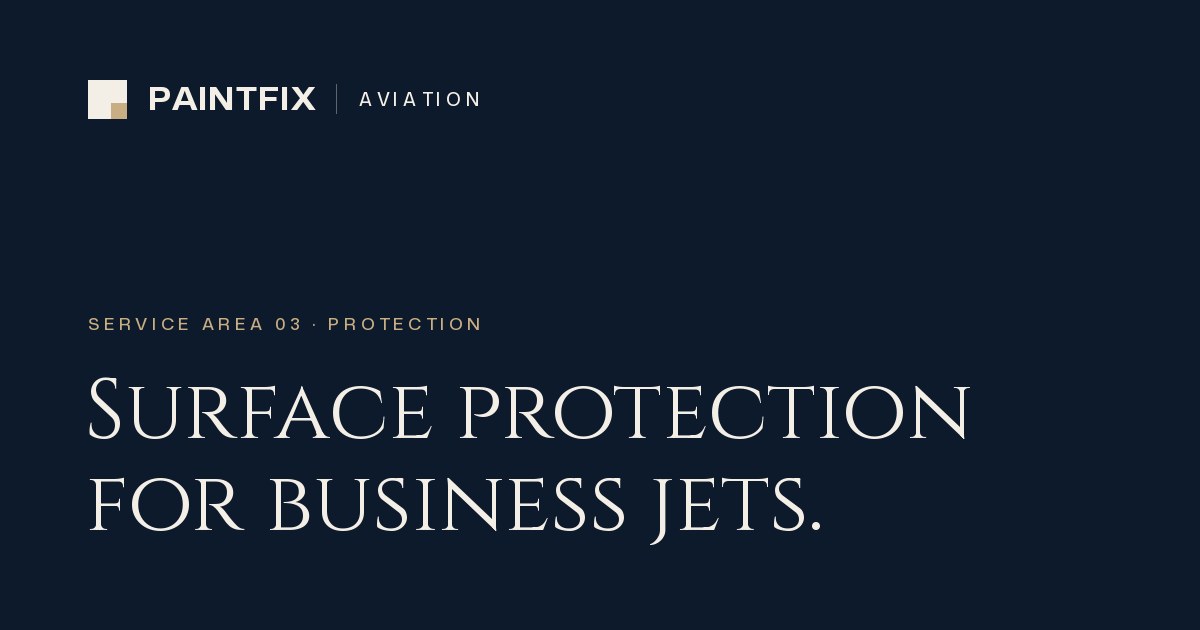 PAINTFIX | AVIATION
SERVICE AREA 03 · PROTECTION
SURFACE PROTECTION
FOR BUSINESS JETS.